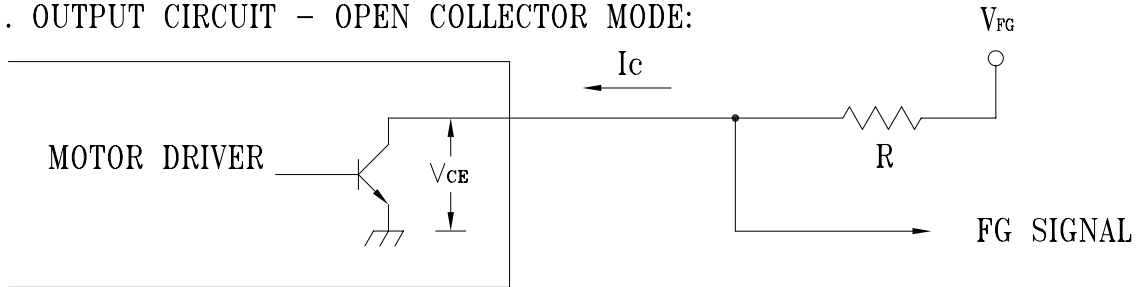 . OUTPUT CIRCUIT - OPEN COLLECTOR MODE:
VFG
Ic
MOTOR DRIVER
VCE
R
FG SIGNAL